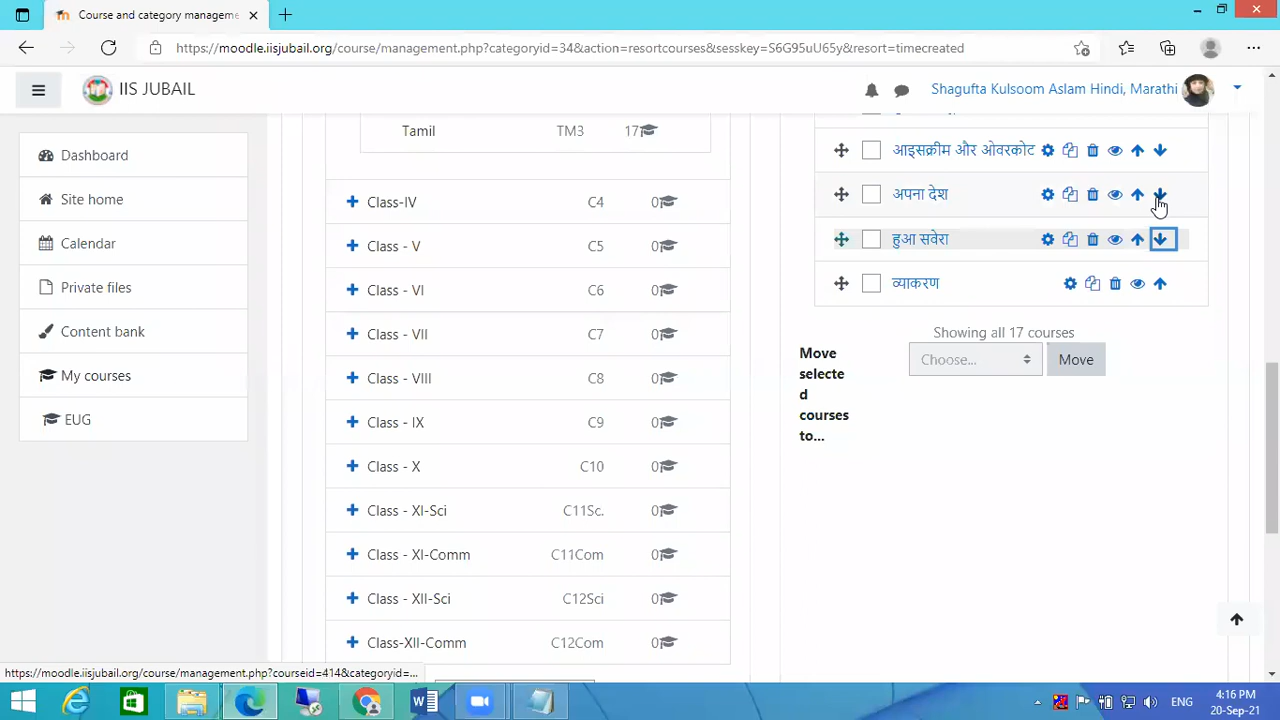 Course and category manageme
https://moodle.iisjubail.org/course/management.php?categoryid=34&action=resortcourses&sesskey=S6G95uU65y&resort=timecreated
IIS JUBAIL
Shagufta Kulsoom Aslam Hindi, Marathi
Dashboard
Site home
Calendar
Private files
Content bank
My courses
EUG
Tamil TM3 17
Class-IV C4 0
Class - V C5 0
Class - VI C6 0
Class - VII C7 0
Class - VIII C8 0
Class - IX C9 0
Class - X C10 0
Class - XI-Sci C11Sc. 0
Class - XI-Comm C11Com 0
Class - XII-Sci C12Sci 0
Class-XII-Comm C12Com 0
आइसक्रीम और ओवरकोट
अपना देश
हुआ सवेरा
व्याकरण
Showing all 17 courses
Move
selecte
d
courses
to...
Choose...
Move
https://moodle.iisjubail.org/course/management.php?courseid=414&categoryid=...
ENG
4:16 PM
20-Sep-21